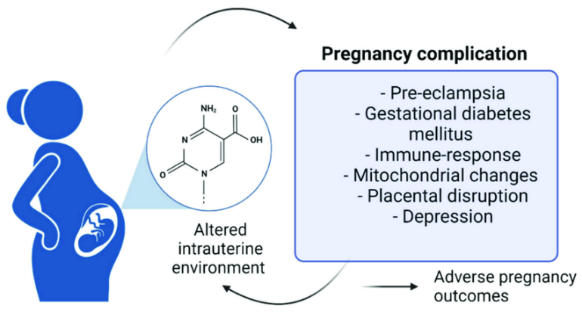 Pregnancy complication
- Pre-eclampsia
- Gestational diabetes
mellitus
- Immune-response
- Mitochondrial changes
- Placental disruption
- Depression
NH₂
O
N
OH
O
N
Altered
intrauterine
environment
Adverse pregnancy
outcomes